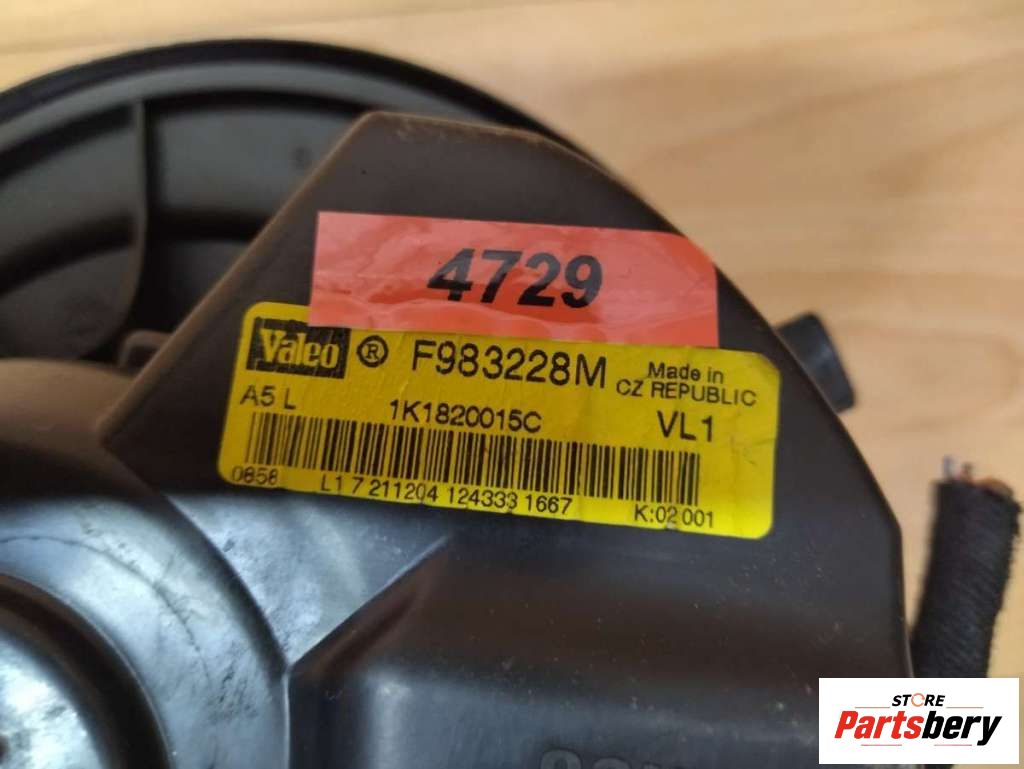 4729
Valeo ® F983228M Made in
CZ REPUBLIC
A5 L 1K1820015C VL1
0858 L1 7 211204 124333 1667 K:02 001
STORE
Partsbery